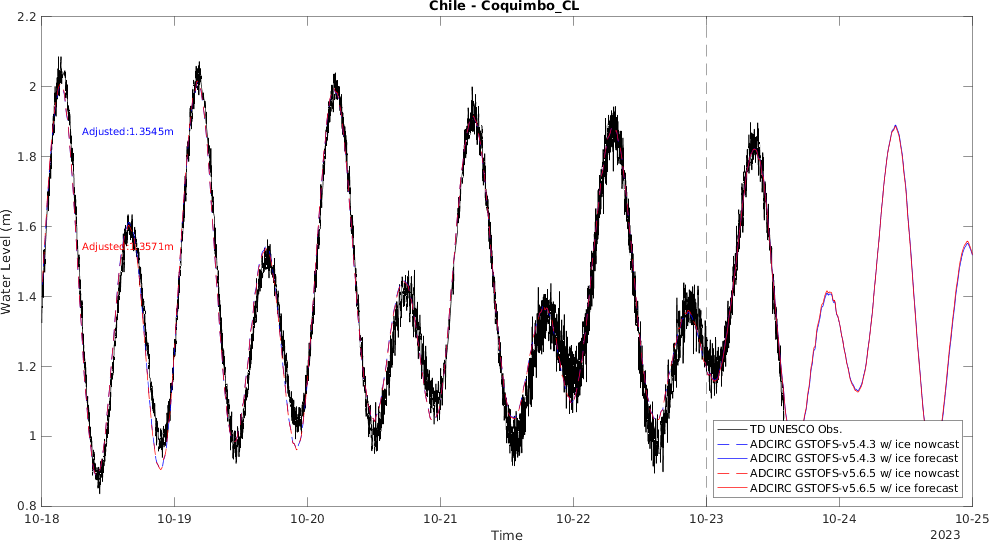 Chile - Coquimbo_CL
2.2
2
1.8
1.6
1.4
1.2
1
0.8
Water Level (m)
Adjusted:1.3545m
Adjusted:1.3571m
TD UNESCO Obs.
ADCIRC GSTOFS-v5.4.3 w/ ice nowcast
ADCIRC GSTOFS-v5.4.3 w/ ice forecast
ADCIRC GSTOFS-v5.6.5 w/ ice nowcast
ADCIRC GSTOFS-v5.6.5 w/ ice forecast
10-18 10-19 10-20 10-21 10-22 10-23 10-24 10-25
Time
2023